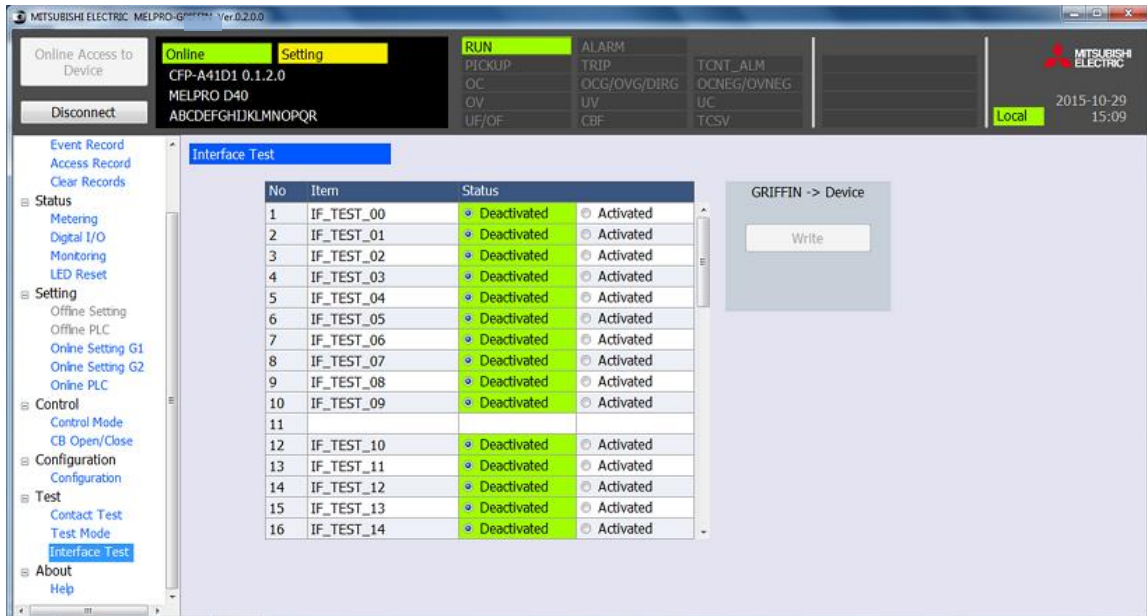 MITSUBISHI ELECTRIC MELPRO-GRIFFIN Ver.0.2.0.0
Online Access to
Device
Disconnect
Online Setting
CFP-A41D1 0.1.2.0
MELPRO D40
ABCDEFGHIJKLMNOPQR
RUN ALARM
PICKUP TRIP TCNT_ALM
OC OCG/OVG/DIRG OCNEG/OVNEG
OV UV UC
UF/OF CBF TCSV
MITSUBISHI
ELECTRIC
2015-10-29
Local 15:09
Event Record
Access Record
Clear Records
Status
Metering
Digital I/O
Monitoring
LED Reset
Setting
Offline Setting
Offline PLC
Online Setting G1
Online Setting G2
Online PLC
Control
Control Mode
CB Open/Close
Configuration
Configuration
Test
Contact Test
Test Mode
Interface Test
About
Help
Interface Test
No Item Status
1 IF_TEST_00 Deactivated Activated
2 IF_TEST_01 Deactivated Activated
3 IF_TEST_02 Deactivated Activated
4 IF_TEST_03 Deactivated Activated
5 IF_TEST_04 Deactivated Activated
6 IF_TEST_05 Deactivated Activated
7 IF_TEST_06 Deactivated Activated
8 IF_TEST_07 Deactivated Activated
9 IF_TEST_08 Deactivated Activated
10 IF_TEST_09 Deactivated Activated
11
12 IF_TEST_10 Deactivated Activated
13 IF_TEST_11 Deactivated Activated
14 IF_TEST_12 Deactivated Activated
15 IF_TEST_13 Deactivated Activated
16 IF_TEST_14 Deactivated Activated
GRIFFIN -> Device
Write